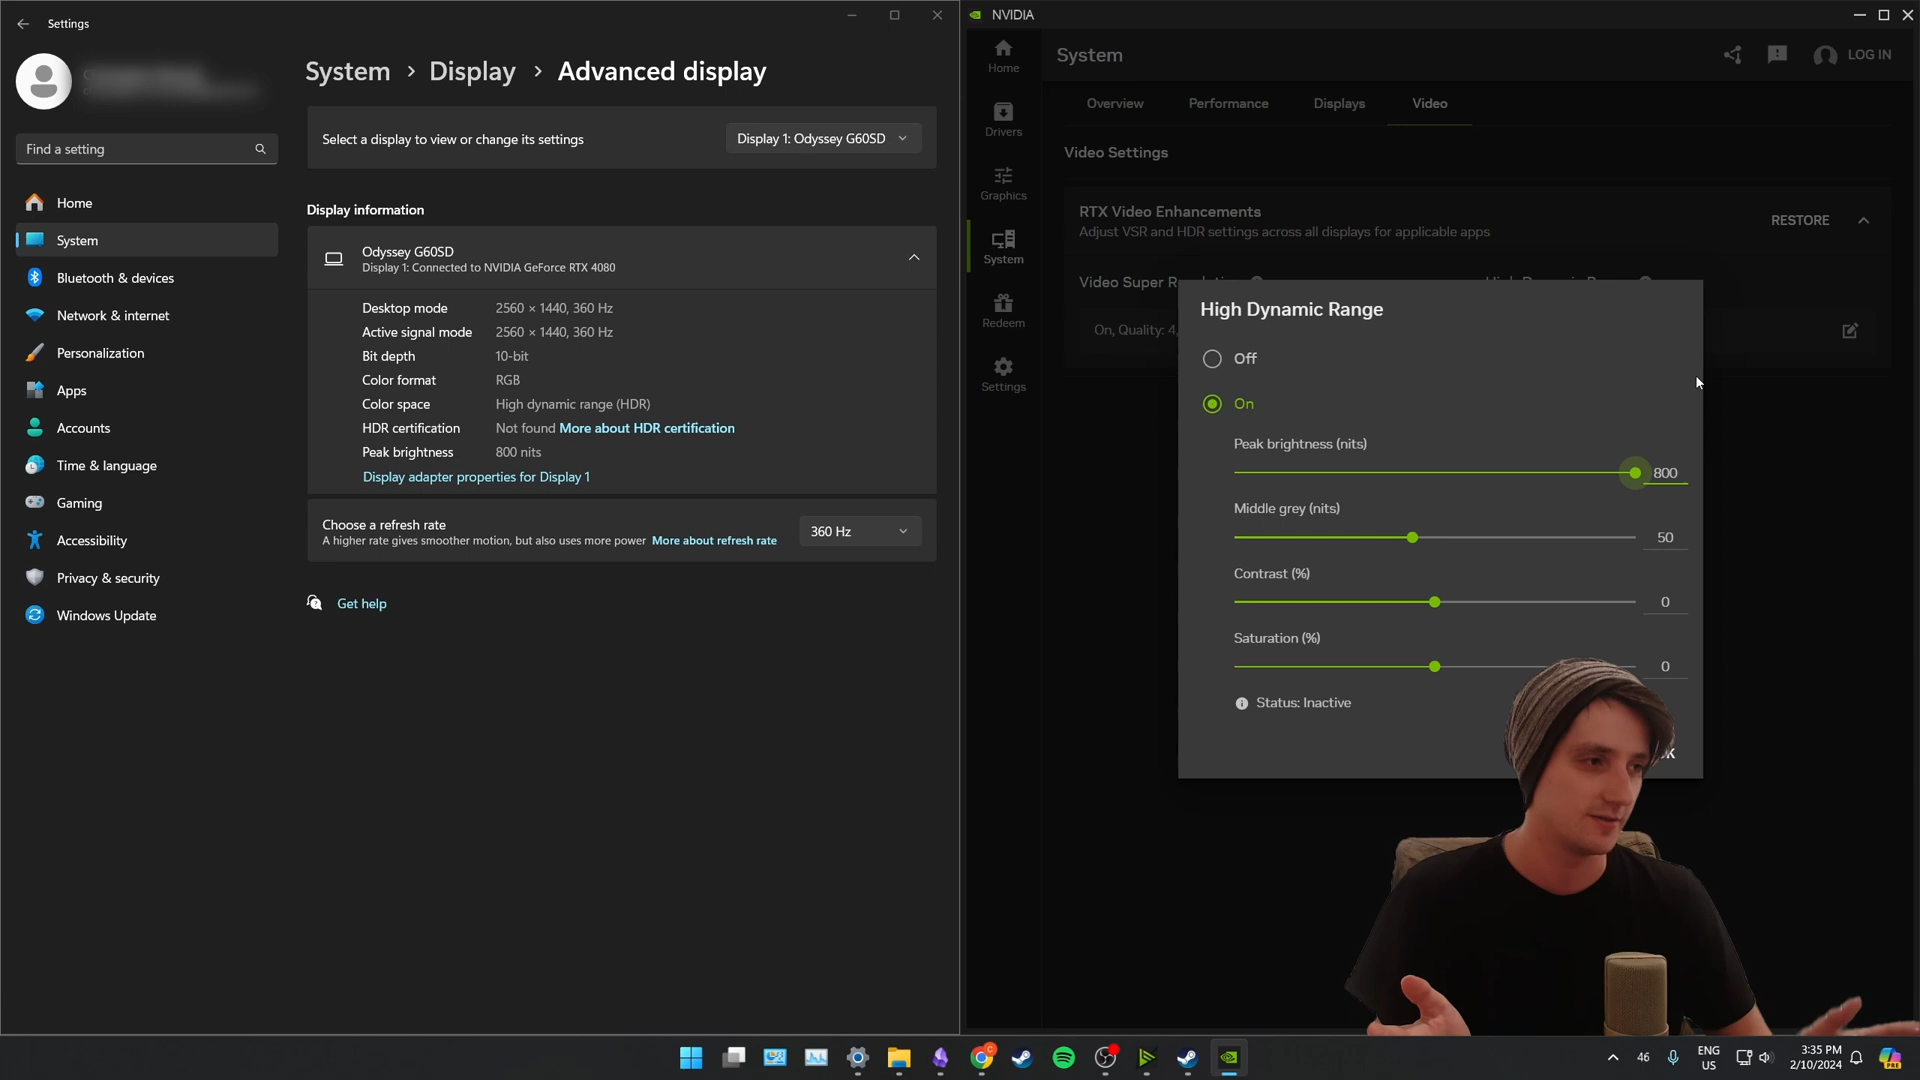 Settings
Find a setting
Home
System
Bluetooth & devices
Network & internet
Personalization
Apps
Accounts
Time & language
Gaming
Accessibility
Privacy & security
Windows Update
System > Display > Advanced display
Select a display to view or change its settings
Display 1: Odyssey G60SD
Display information
Odyssey G60SD
Display 1: Connected to NVIDIA GeForce RTX 4080
Desktop mode 2560 × 1440, 360 Hz
Active signal mode 2560 × 1440, 360 Hz
Bit depth 10-bit
Color format RGB
Color space High dynamic range (HDR)
HDR certification Not found More about HDR certification
Peak brightness 800 nits
Display adapter properties for Display 1
Choose a refresh rate
A higher rate gives smoother motion, but also uses more power More about refresh rate
360 Hz
Get help
NVIDIA
Home
Drivers
Graphics
System
Redeem
Settings
System
LOG IN
Overview Performance Displays Video
Video Settings
RTX Video Enhancements
Adjust VSR and HDR settings across all displays for applicable apps
RESTORE
Video Super
On, Quality: 4,
High Dynamic Range
Off
On
Peak brightness (nits)
800
Middle grey (nits)
50
Contrast (%)
0
Saturation (%)
0
Status: Inactive
46
ENG
US
3:35 PM
2/10/2024
PRE